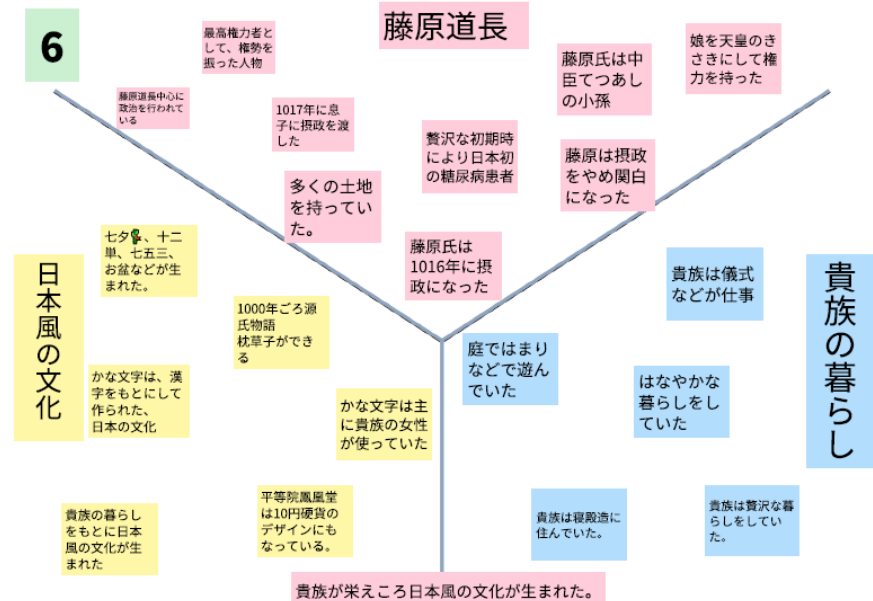 6
藤原道長
最高権力者と
して、権勢を
振った人物
藤原道長中心に
政治を行われて
いる
1017年に息
子に摂政を渡
した
多くの土地
を持ってい
た。
贅沢な初期時
により日本初
の糖尿病患者
藤原氏は中
臣てつあし
の小孫
娘を天皇のき
さきにして権
力を持った
藤原は摂政
をやめ関白
になった
藤原氏は
1016年に摂
政になった
日本風の文化
七夕🎋、十二
単、七五三、
お盆などが生
まれた。
1000年ごろ源
氏物語
枕草子ができ
る
かな文字は、漢
字をもとにして
作られた、
日本の文化
かな文字は主
に貴族の女性
が使っていた
貴族の暮らし
をもとに日本
風の文化が生
まれた
平等院鳳凰堂
は10円硬貨の
デザインにも
なっている。
貴族の暮らし
貴族は儀式
などが仕事
庭ではまり
などで遊ん
でいた
はなやかな
暮らしをし
ていた
貴族は寝殿造に
住んでいた。
貴族は贅沢な暮
らしをしてい
た。
貴族が栄えころ日本風の文化が生まれた。